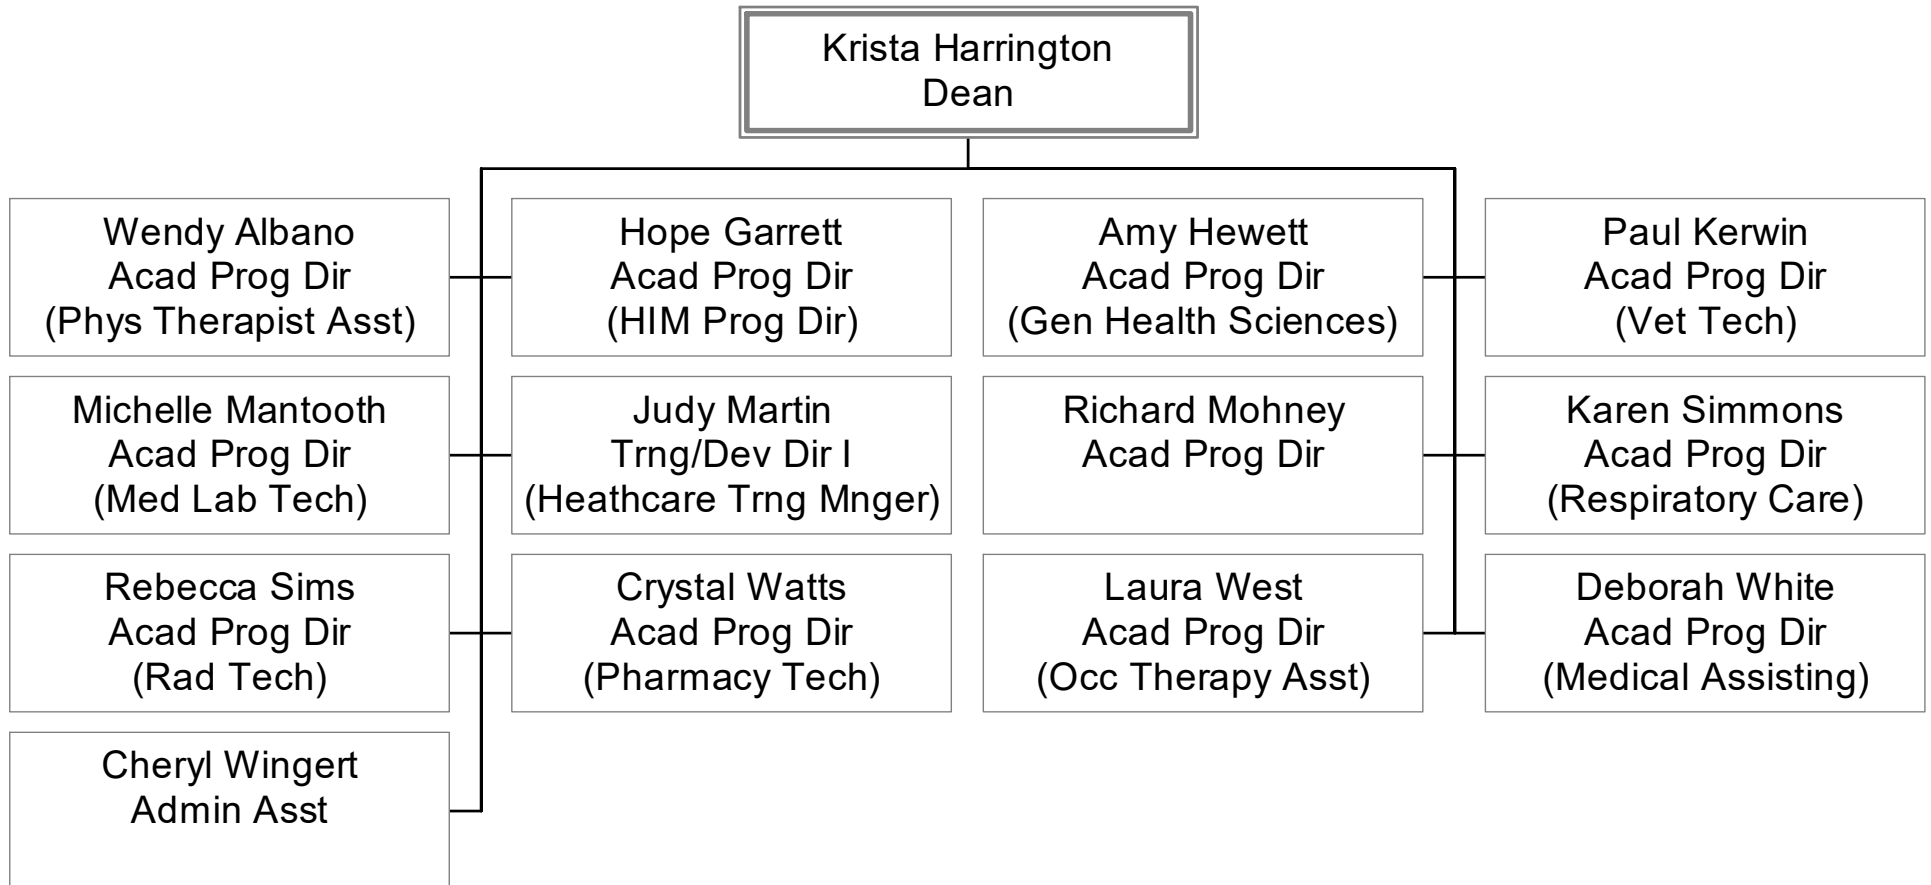 Krista Harrington
Dean
Wendy Albano
Acad Prog Dir
(Phys Therapist Asst)
Hope Garrett
Acad Prog Dir
(HIM Prog Dir)
Amy Hewett
Acad Prog Dir
(Gen Health Sciences)
Paul Kerwin
Acad Prog Dir
(Vet Tech)
Michelle Mantooth
Acad Prog Dir
(Med Lab Tech)
Judy Martin
Trng/Dev Dir I
(Heathcare Trng Mnger)
Richard Mohney
Acad Prog Dir
Karen Simmons
Acad Prog Dir
(Respiratory Care)
Rebecca Sims
Acad Prog Dir
(Rad Tech)
Crystal Watts
Acad Prog Dir
(Pharmacy Tech)
Laura West
Acad Prog Dir
(Occ Therapy Asst)
Deborah White
Acad Prog Dir
(Medical Assisting)
Cheryl Wingert
Admin Asst